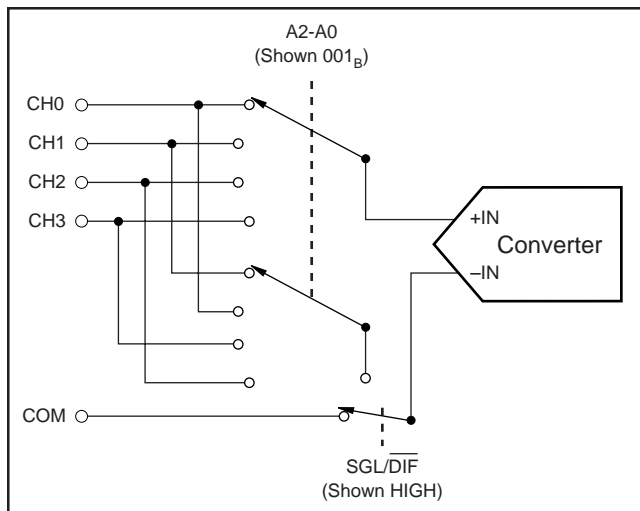 A2-A0
(Shown 001B)
CH0
CH1
CH2
CH3
+IN
Converter
–IN
COM
SGL/DIF
(Shown HIGH)